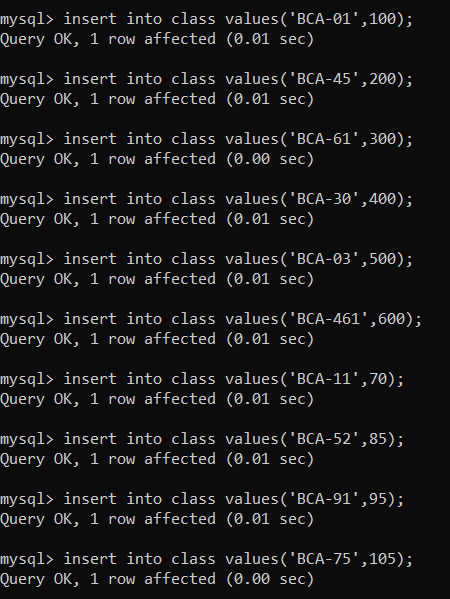 mysql> insert into class values('BCA-01',100);
Query OK, 1 row affected (0.01 sec)
mysql> insert into class values('BCA-45',200);
Query OK, 1 row affected (0.01 sec)
mysql> insert into class values('BCA-61',300);
Query OK, 1 row affected (0.00 sec)
mysql> insert into class values('BCA-30',400);
Query OK, 1 row affected (0.01 sec)
mysql> insert into class values('BCA-03',500);
Query OK, 1 row affected (0.01 sec)
mysql> insert into class values('BCA-461',600);
Query OK, 1 row affected (0.01 sec)
mysql> insert into class values('BCA-11',70);
Query OK, 1 row affected (0.01 sec)
mysql> insert into class values('BCA-52',85);
Query OK, 1 row affected (0.01 sec)
mysql> insert into class values('BCA-91',95);
Query OK, 1 row affected (0.01 sec)
mysql> insert into class values('BCA-75',105);
Query OK, 1 row affected (0.00 sec)